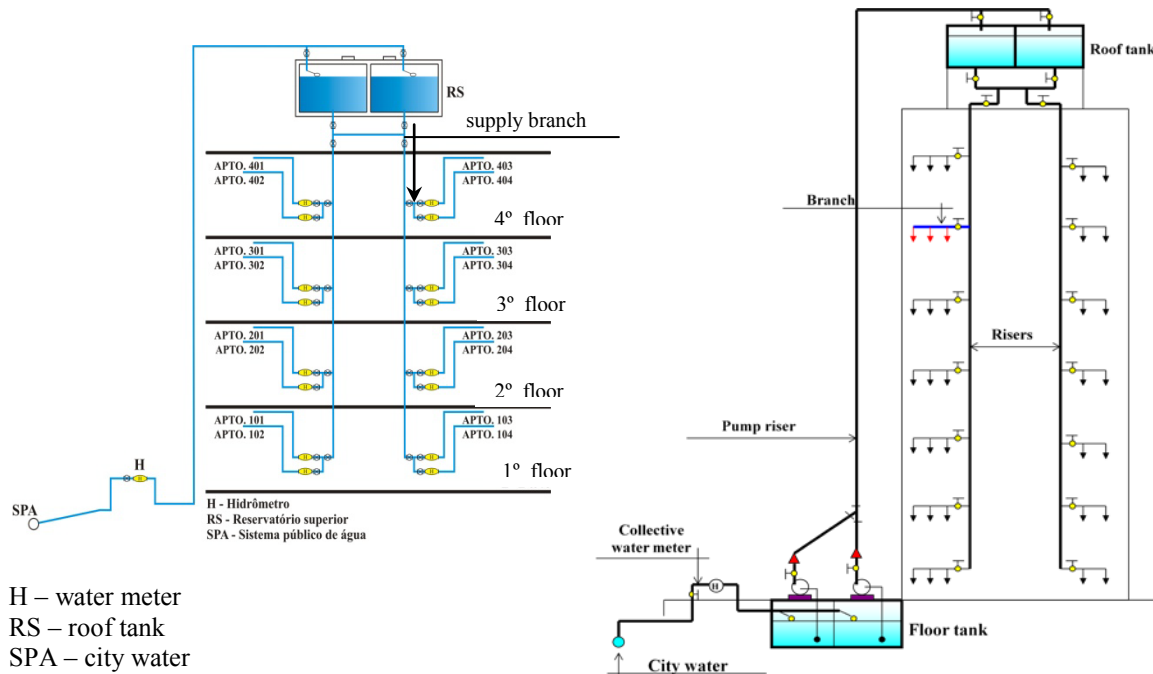 RS
supply branch
APTO. 401
APTO. 402
APTO. 403
APTO. 404
4º floor
APTO. 301
APTO. 302
APTO. 303
APTO. 304
3º floor
APTO. 201
APTO. 202
APTO. 203
APTO. 204
2º floor
APTO. 101
APTO. 102
APTO. 103
APTO. 104
1º floor
H
SPA
H - Hidrômetro
RS - Reservatório superior
SPA - Sistema público de água
H – water meter
RS – roof tank
SPA – city water
Roof tank
Branch
Risers
Pump riser
Collective
water meter
H
Floor tank
City water